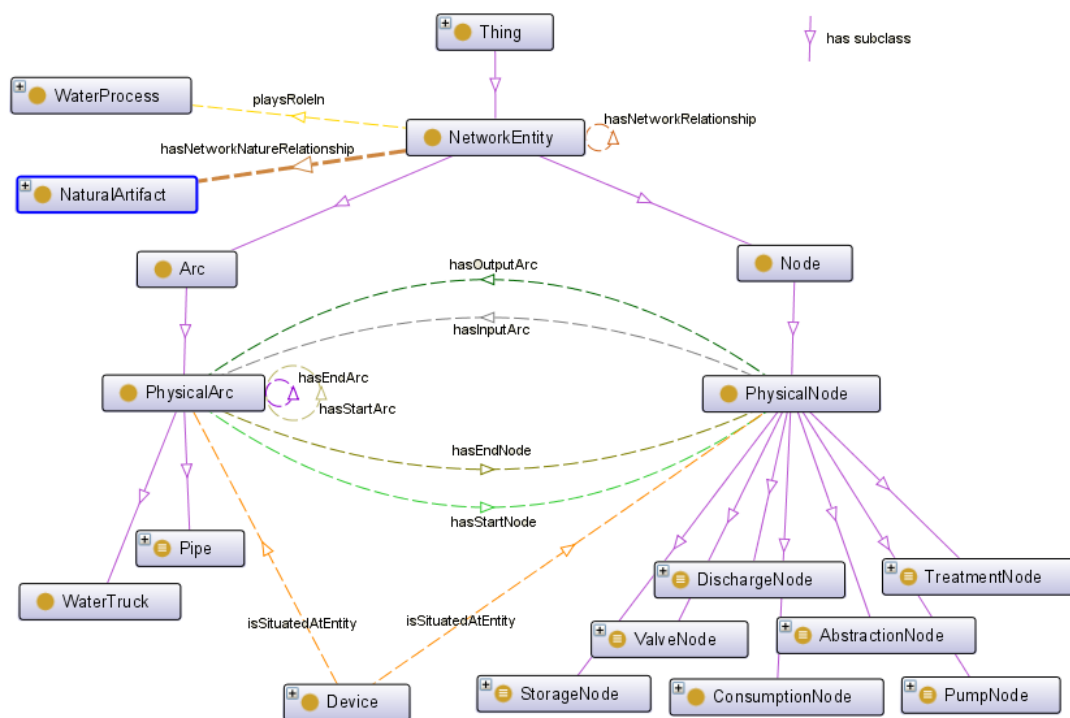 Thing
has subclass
WaterProcess
playsRoleIn
NetworkEntity
hasNetworkRelationship
hasNetworkNatureRelationship
NaturalArtifact
Arc
hasOutputArc
Node
hasInputArc
PhysicalArc
hasEndArc
hasStartArc
PhysicalNode
hasEndNode
hasStartNode
Pipe
DischargeNode
TreatmentNode
WaterTruck
isSituatedAtEntity
isSituatedAtEntity
ValveNode
AbstractionNode
Device
StorageNode
ConsumptionNode
PumpNode